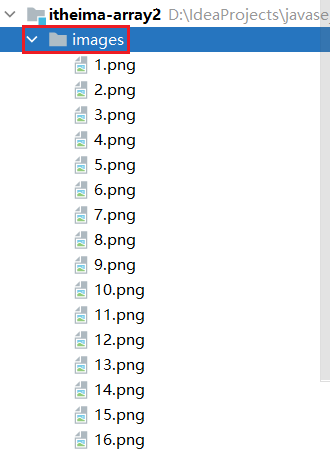 itheima-array2 D:\IdeaProjects\javase
images
1.png
2.png
3.png
4.png
5.png
6.png
7.png
8.png
9.png
10.png
11.png
12.png
13.png
14.png
15.png
16.png